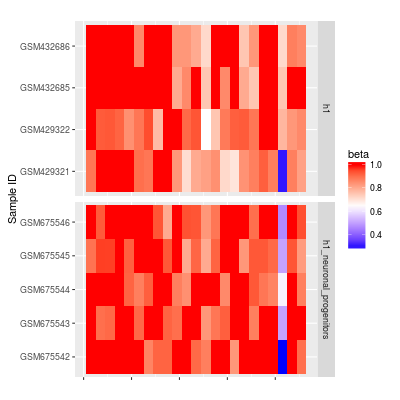 Sample ID
GSM432686
GSM432685
GSM429322
GSM429321
h1
GSM675546
GSM675545
GSM675544
GSM675543
GSM675542
h1_neuronal_progenitors
beta
1.0
0.8
0.6
0.4